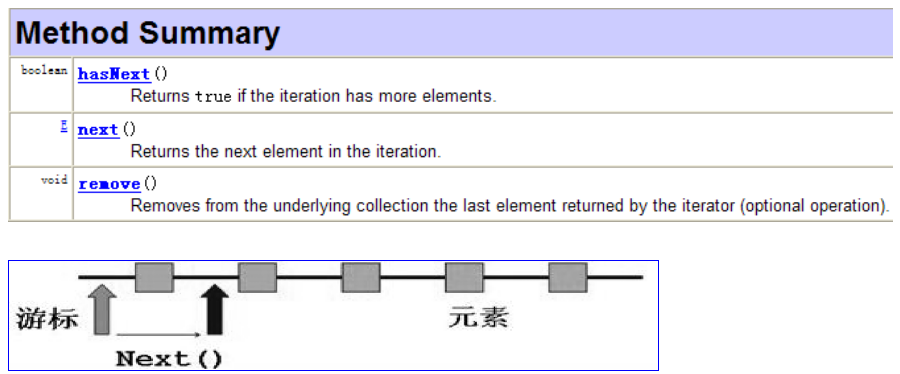 Method Summary
boolean hasNext()
Returns true if the iteration has more elements.
E next()
Returns the next element in the iteration.
void remove()
Removes from the underlying collection the last element returned by the iterator (optional operation).
游标 元素
Next()